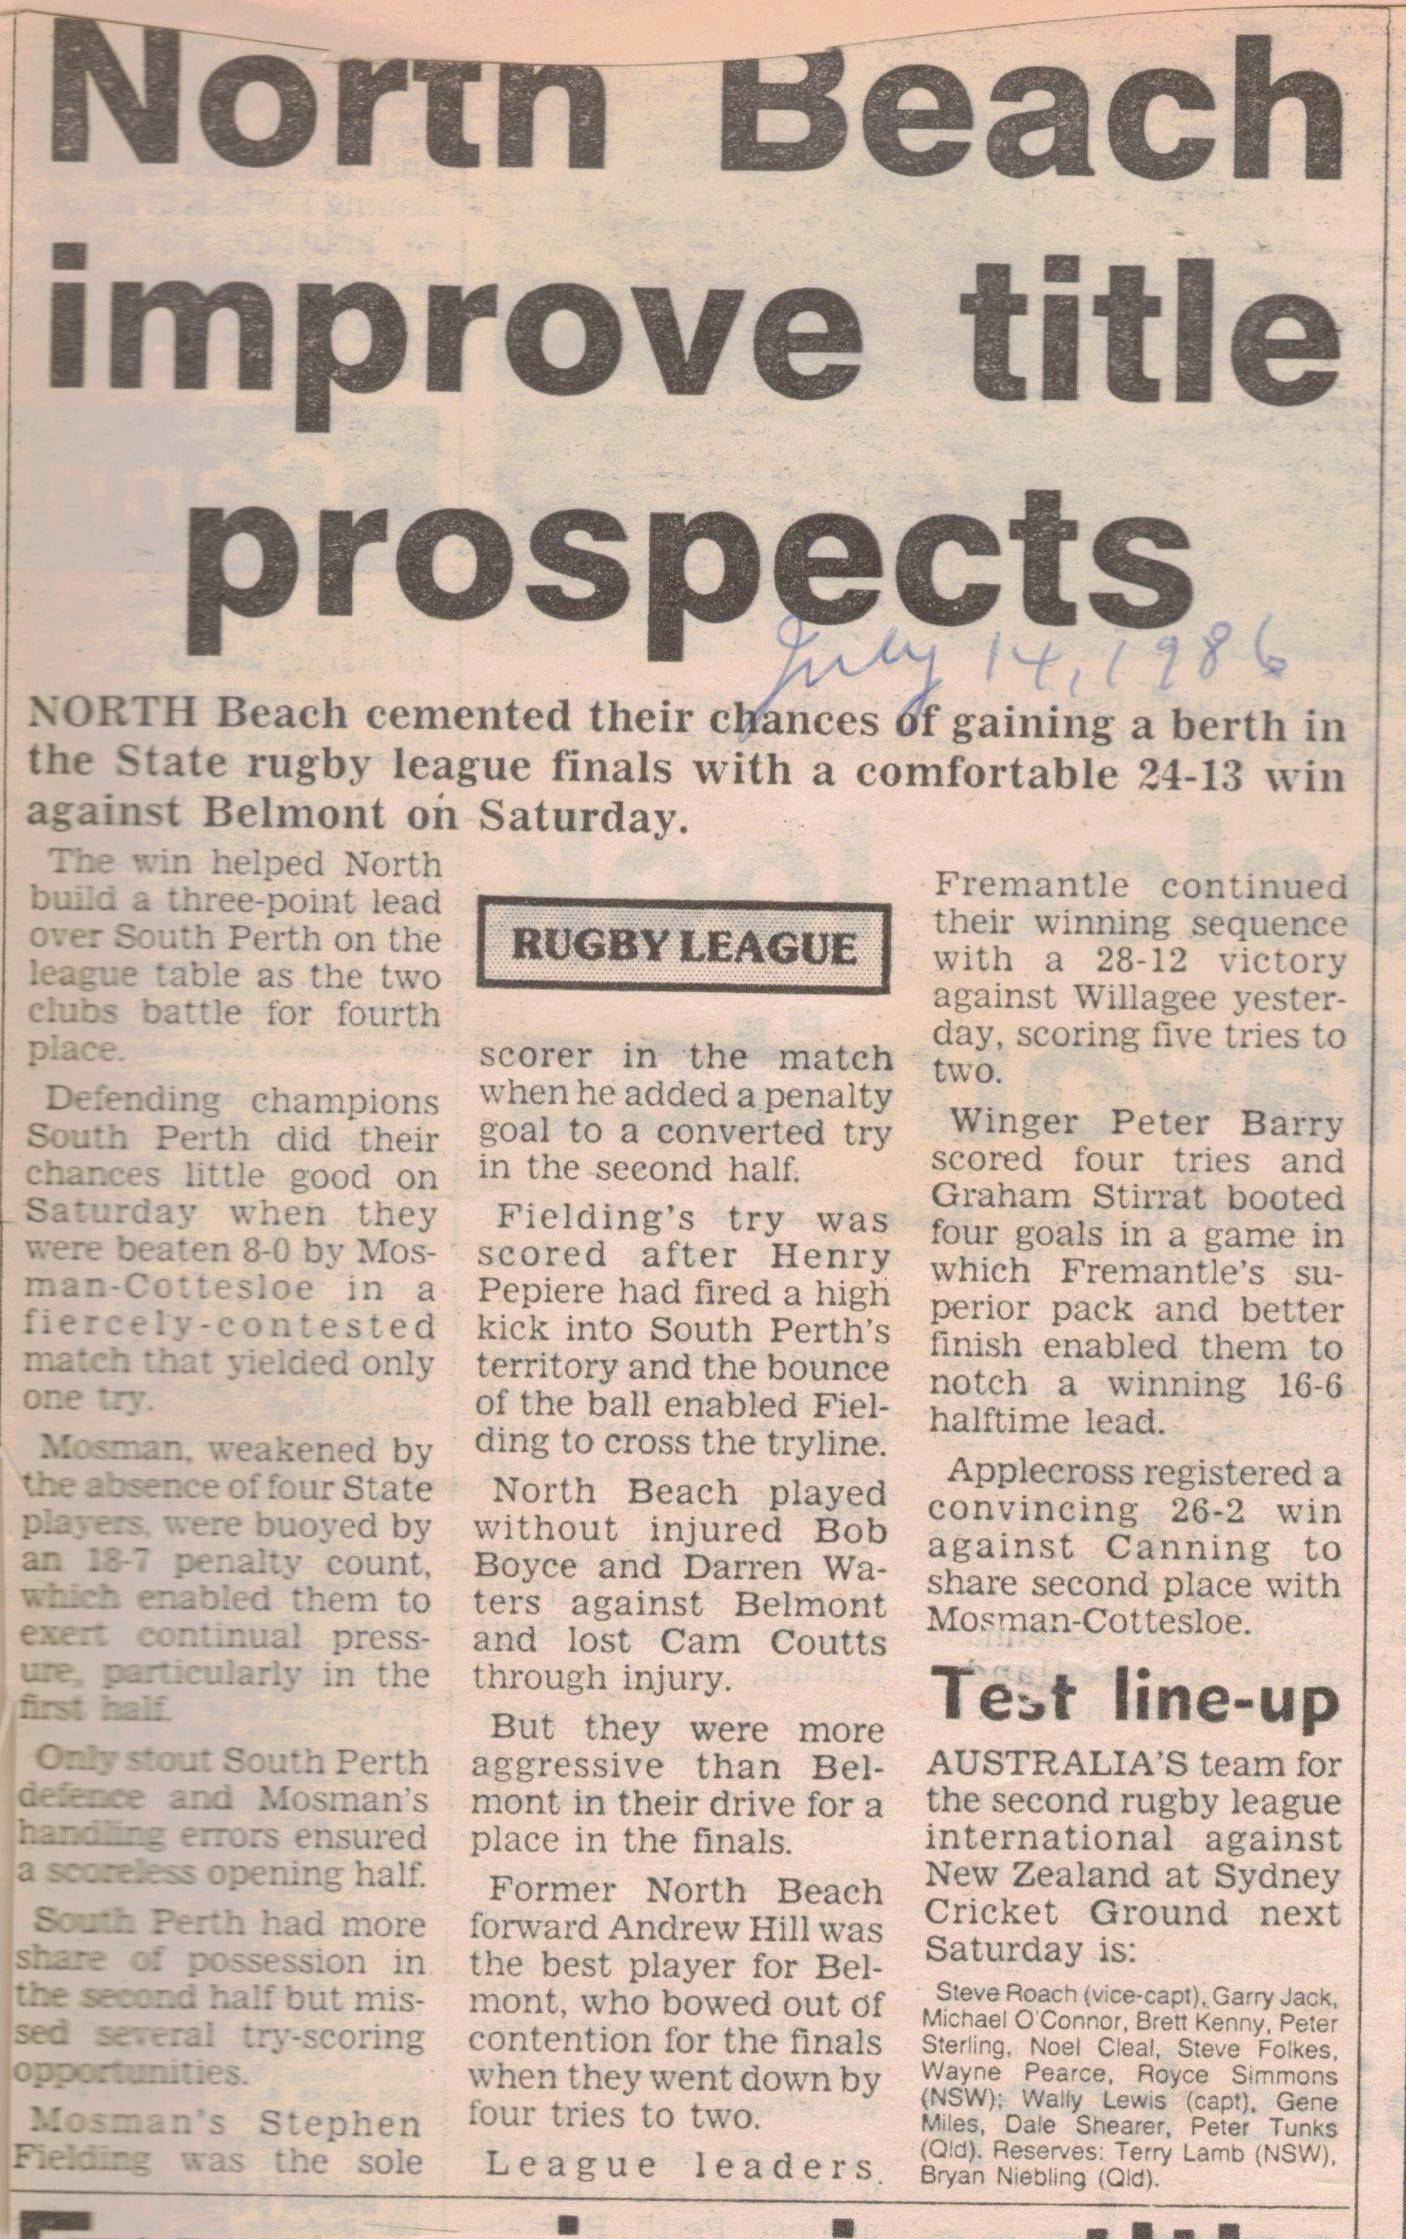 North Beach
improve title
prospects
July 14, 1986
NORTH Beach cemented their chances of gaining a berth in
the State rugby league finals with a comfortable 24-13 win
against Belmont on Saturday.
The win helped North
build a three-point lead
over South Perth on the
league table as the two
clubs battle for fourth
place.
Defending champions
South Perth did their
chances little good on
Saturday when they
were beaten 8-0 by Mos-
man-Cottesloe in a
fiercely-contested
match that yielded only
one try.
Mosman, weakened by
the absence of four State
players, were buoyed by
an 18-7 penalty count,
which enabled them to
exert continual press-
ure, particularly in the
first half.
Only stout South Perth
defence and Mosman's
handling errors ensured
a scoreless opening half.
South Perth had more
share of possession in
the second half but mis-
sed several try-scoring
opportunities.
Mosman's Stephen
Fielding was the sole
RUGBY LEAGUE
scorer in the match
when he added a penalty
goal to a converted try
in the second half.
Fielding's try was
scored after Henry
Pepiere had fired a high
kick into South Perth's
territory and the bounce
of the ball enabled Fiel-
ding to cross the tryline.
North Beach played
without injured Bob
Boyce and Darren Wa-
ters against Belmont
and lost Cam Coutts
through injury.
But they were more
aggressive than Bel-
mont in their drive for a
place in the finals.
Former North Beach
forward Andrew Hill was
the best player for Bel-
mont, who bowed out of
contention for the finals
when they went down by
four tries to two.
League leaders
Fremantle continued
their winning sequence
with a 28-12 victory
against Willagee yester-
day, scoring five tries to
two.
Winger Peter Barry
scored four tries and
Graham Stirrat booted
four goals in a game in
which Fremantle's su-
perior pack and better
finish enabled them to
notch a winning 16-6
halftime lead.
Applecross registered a
convincing 26-2 win
against Canning to
share second place with
Mosman-Cottesloe.
Test line-up
AUSTRALIA'S team for
the second rugby league
international against
New Zealand at Sydney
Cricket Ground next
Saturday is:
Steve Roach (vice-capt), Garry Jack,
Michael O'Connor, Brett Kenny, Peter
Sterling, Noel Cleal, Steve Folkes,
Wayne Pearce, Royce Simmons
(NSW); Wally Lewis (capt), Gene
Miles, Dale Shearer, Peter Tunks
(Qld). Reserves: Terry Lamb (NSW),
Bryan Niebling (Qld).